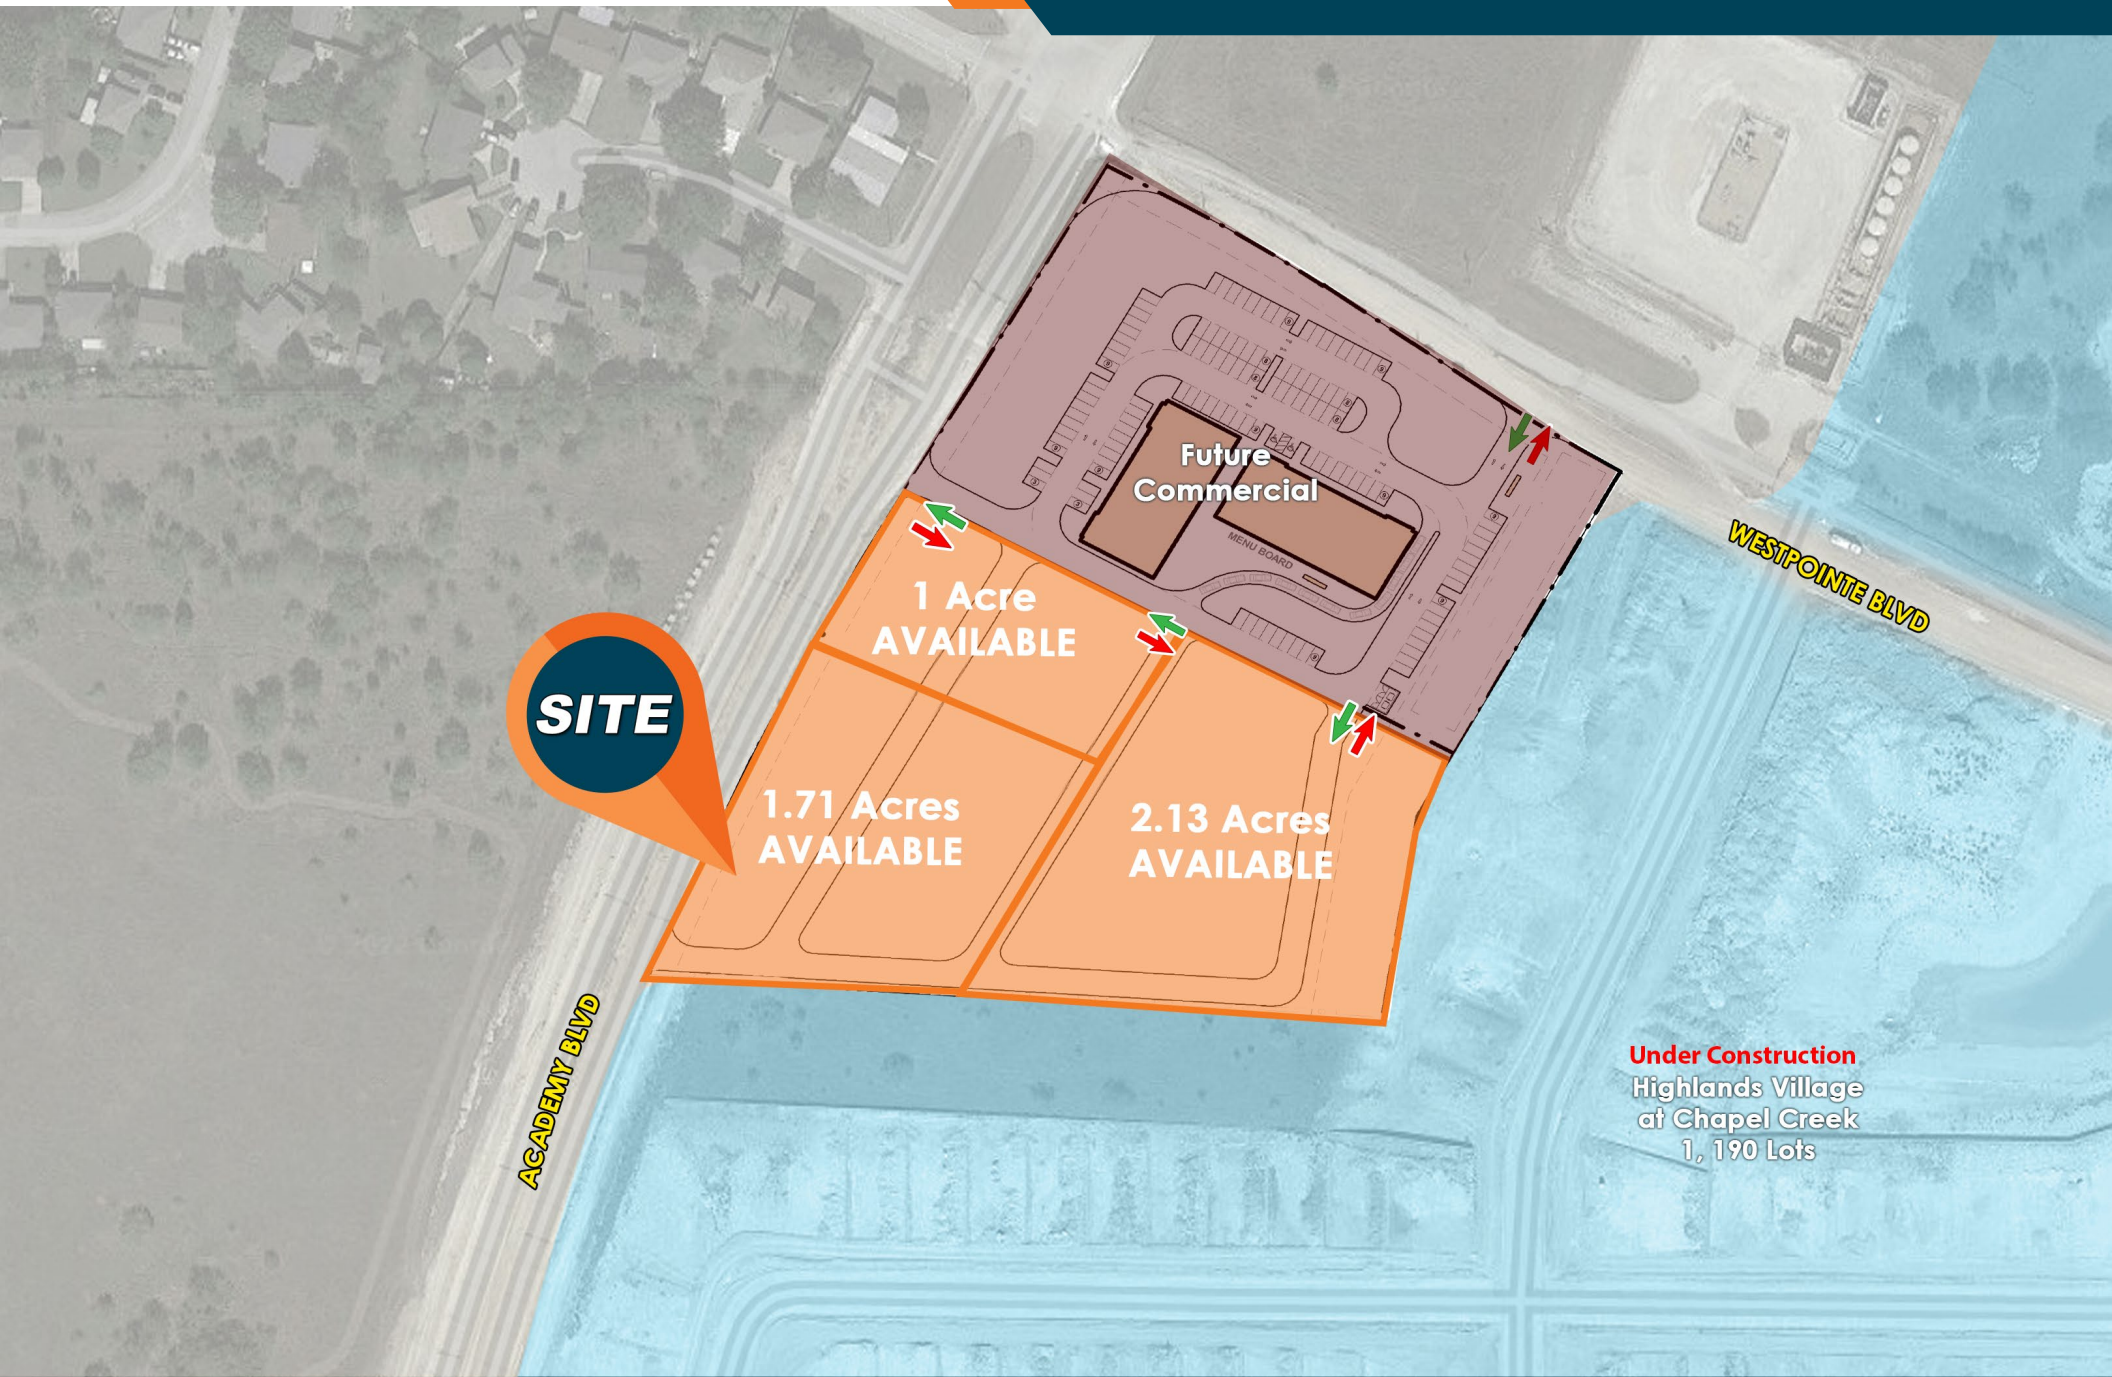 Future
Commercial
MENU BOARD
WESTPOINTE BLVD
1 Acre
AVAILABLE
SITE
1.71 Acres
AVAILABLE
2.13 Acres
AVAILABLE
ACADEMY BLVD
Under Construction
Highlands Village
at Chapel Creek
1, 190 Lots